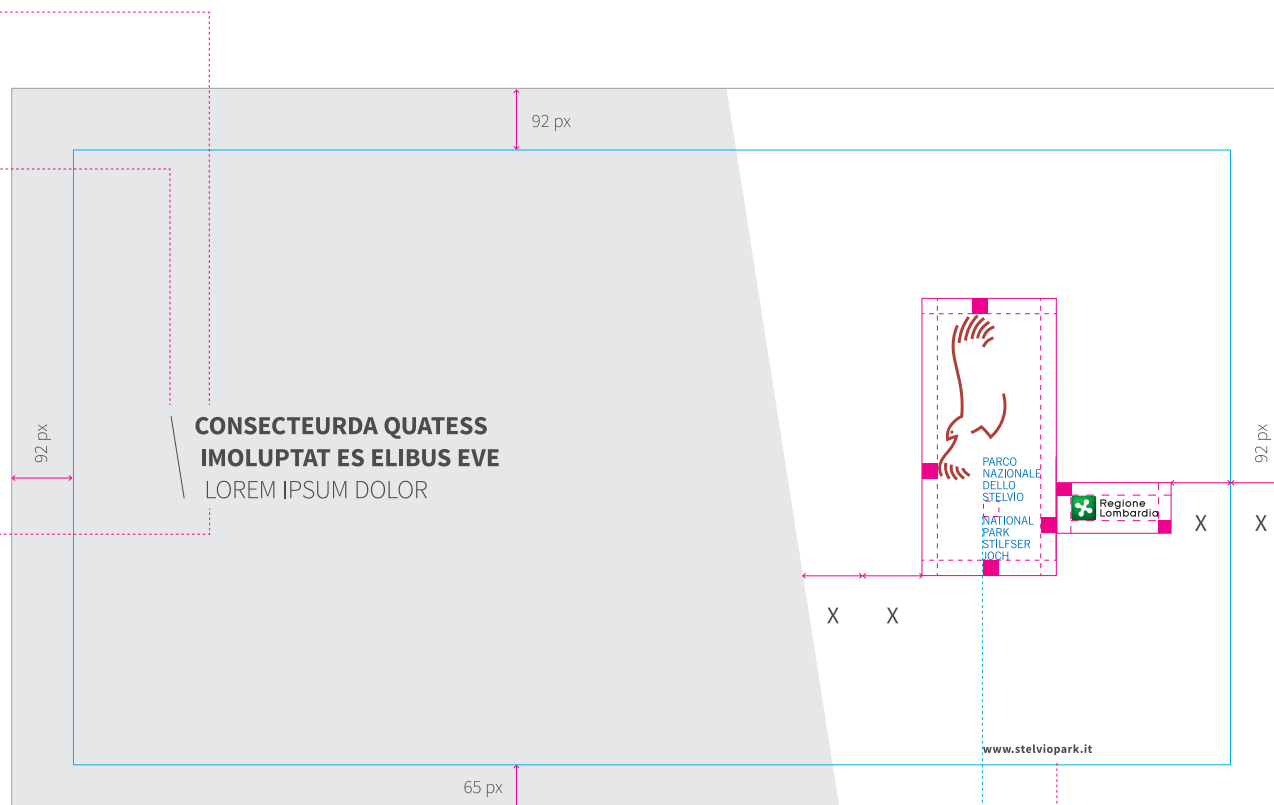 92 px
92 px
CONSECTEURDA QUATESS
IMOLUPTAT ES ELIBUS EVE
LOREM IPSUM DOLOR
PARCO
NAZIONALE
DELLO
STELVIO
NATIONAL
PARK
STILFSER
JOCH
Regione
Lombardia
92 px
X
X
X
X
www.stelviopark.it
65 px